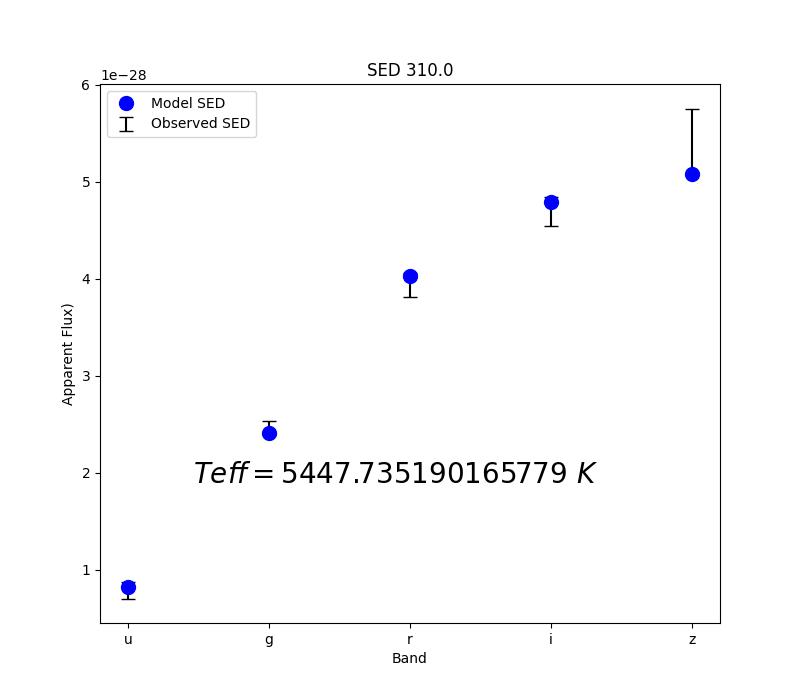 SED 310.0
1e−28
6
Model SED
Observed SED
5
4
3
2
1
Apparent Flux)
Teff = 5447.735190165779 K
u g r i z
Band